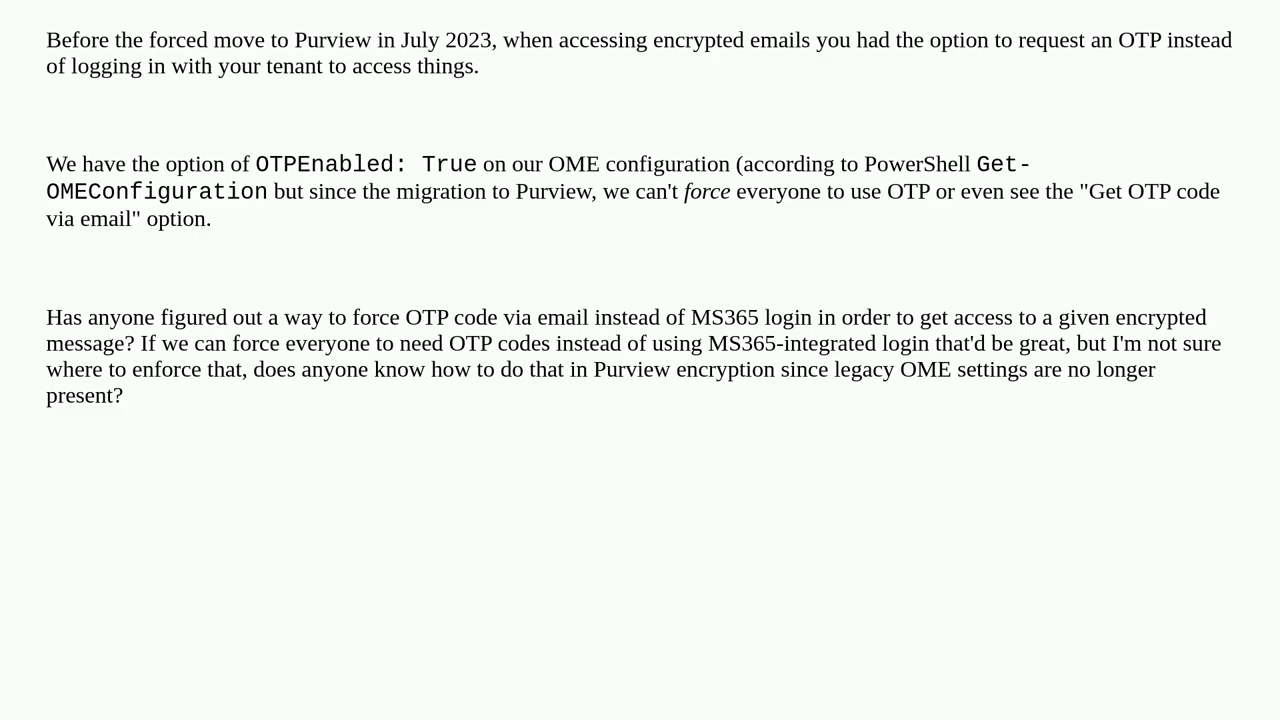 Before the forced move to Purview in July 2023, when accessing encrypted emails you had the option to request an OTP instead
of logging in with your tenant to access things.
We have the option of OTPEnabled: True on our OME configuration (according to PowerShell Get-
OMEConfiguration but since the migration to Purview, we can't force everyone to use OTP or even see the "Get OTP code
via email" option.
Has anyone figured out a way to force OTP code via email instead of MS365 login in order to get access to a given encrypted
message? If we can force everyone to need OTP codes instead of using MS365-integrated login that'd be great, but I'm not sure
where to enforce that, does anyone know how to do that in Purview encryption since legacy OME settings are no longer
present?